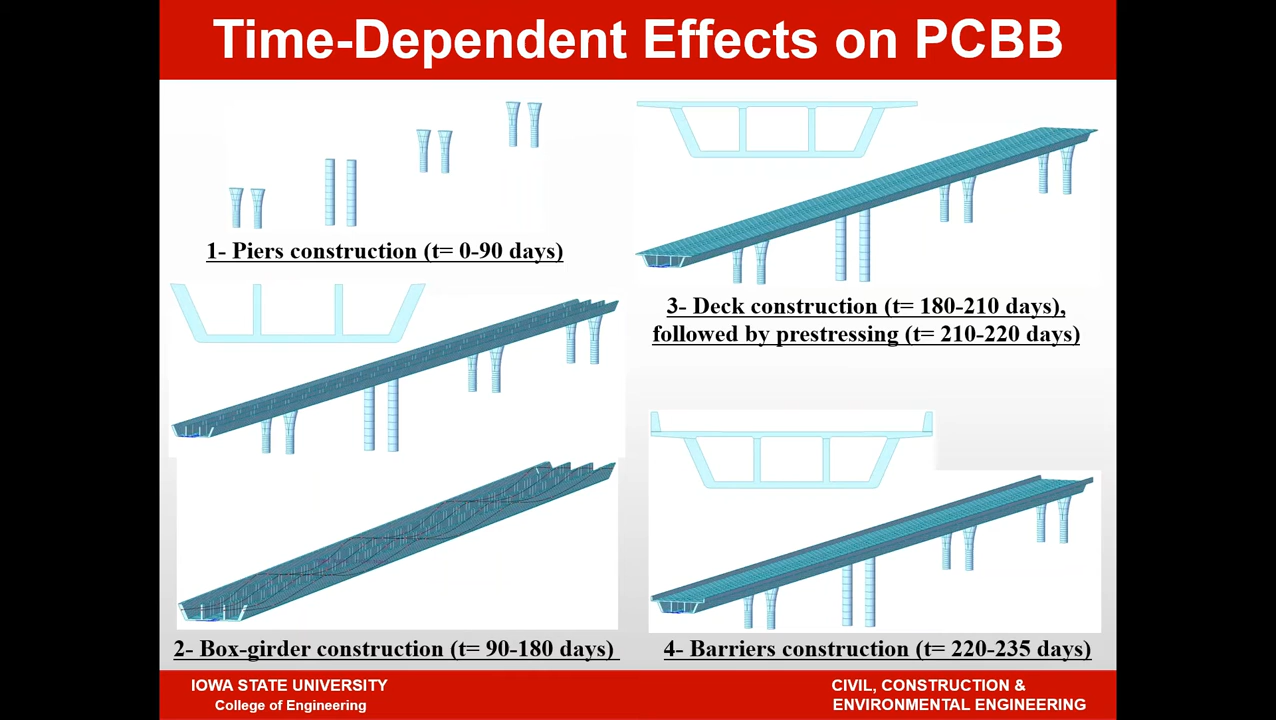 Time-Dependent Effects on PCBB
1- Piers construction (t= 0-90 days)
2- Box-girder construction (t= 90-180 days)
3- Deck construction (t= 180-210 days),
followed by prestressing (t= 210-220 days)
4- Barriers construction (t= 220-235 days)
IOWA STATE UNIVERSITY
College of Engineering
CIVIL, CONSTRUCTION &
ENVIRONMENTAL ENGINEERING